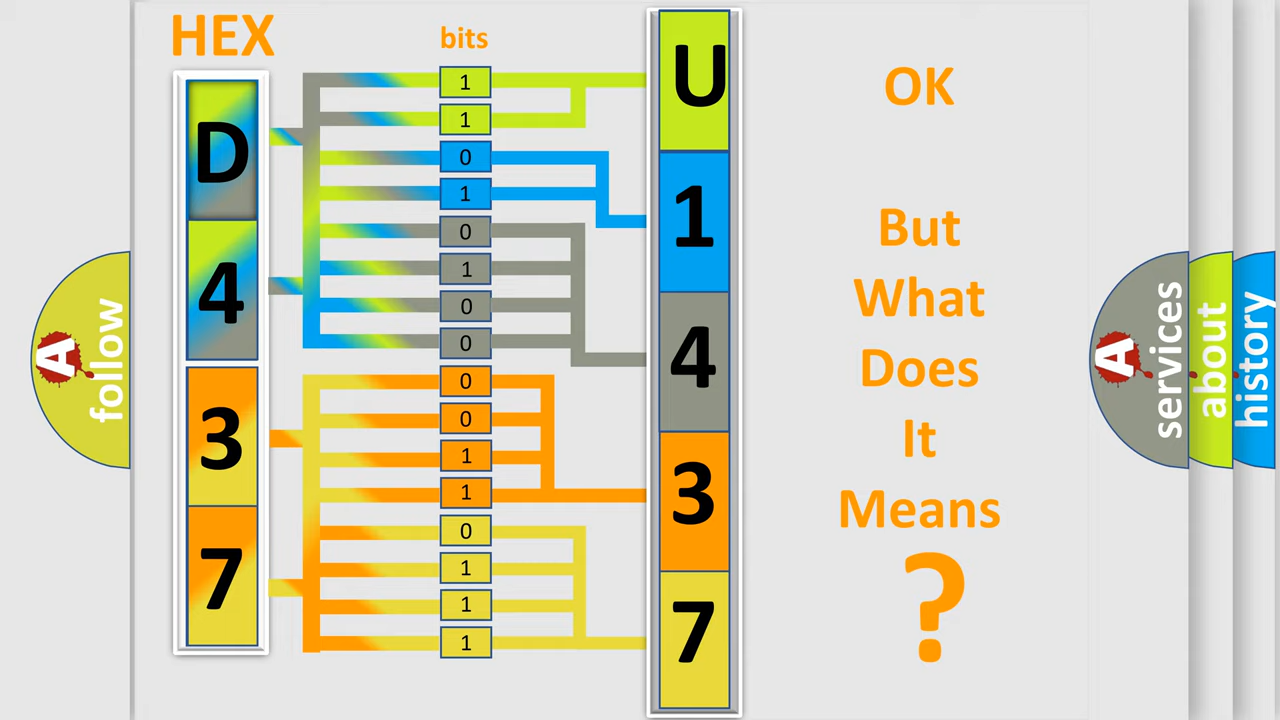 HEX
bits
D
4
3
7
1
1
0
1
0
1
0
0
0
0
1
1
0
1
1
1
U
1
4
3
7
OK
But
What
Does
It
Means
?
A
follow
A
services
about
history